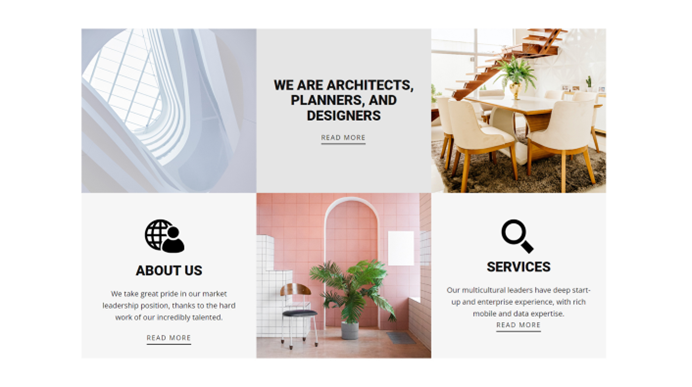 WE ARE ARCHITECTS,
PLANNERS, AND
DESIGNERS
READ MORE
ABOUT US
We take great pride in our market
leadership position, thanks to the hard
work of our incredibly talented.
READ MORE
SERVICES
Our multicultural leaders have deep start-
up and enterprise experience, with rich
mobile and data expertise.
READ MORE